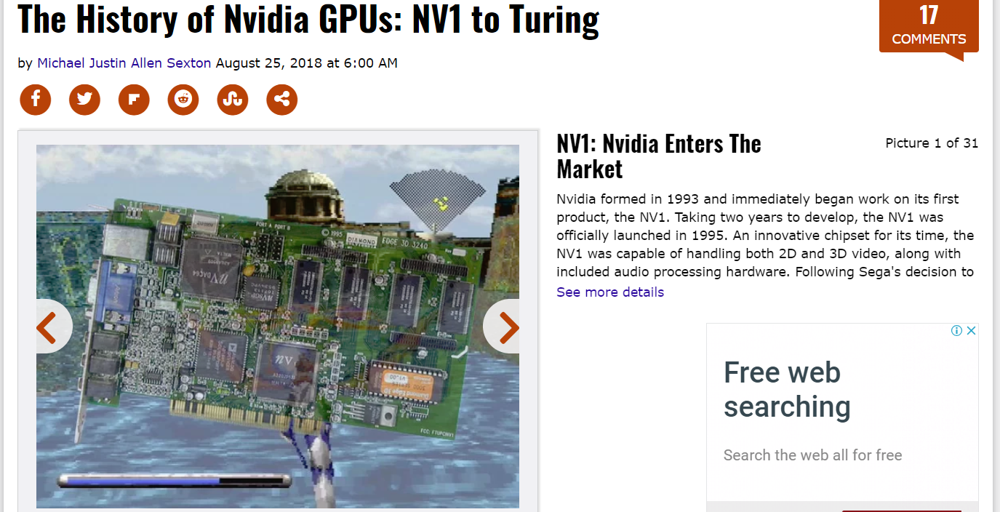 The History of Nvidia GPUs: NV1 to Turing
17
COMMENTS
by Michael Justin Allen Sexton August 25, 2018 at 6:00 AM
NV1: Nvidia Enters The
Market
Picture 1 of 31
Nvidia formed in 1993 and immediately began work on its first
product, the NV1. Taking two years to develop, the NV1 was
officially launched in 1995. An innovative chipset for its time, the
NV1 was capable of handling both 2D and 3D video, along with
included audio processing hardware. Following Sega's decision to
See more details
PORT A PORT B
© 1995
DIAMOND
EDGE 3D 3240
DAC64
V1.00
Free web
searching
Search the web all for free